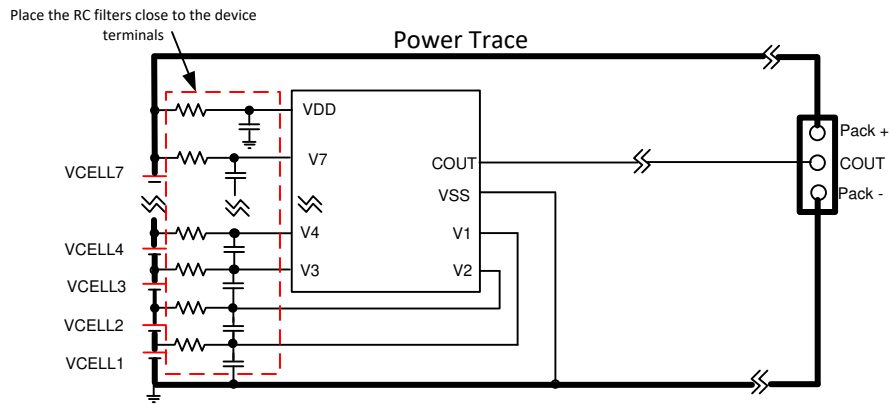 Place the RC filters close to the device
terminals
Power Trace
VDD
V7
VCELL7
COUT
VSS
Pack +
COUT
Pack -
V4
V1
VCELL4
V3
V2
VCELL3
VCELL2
VCELL1